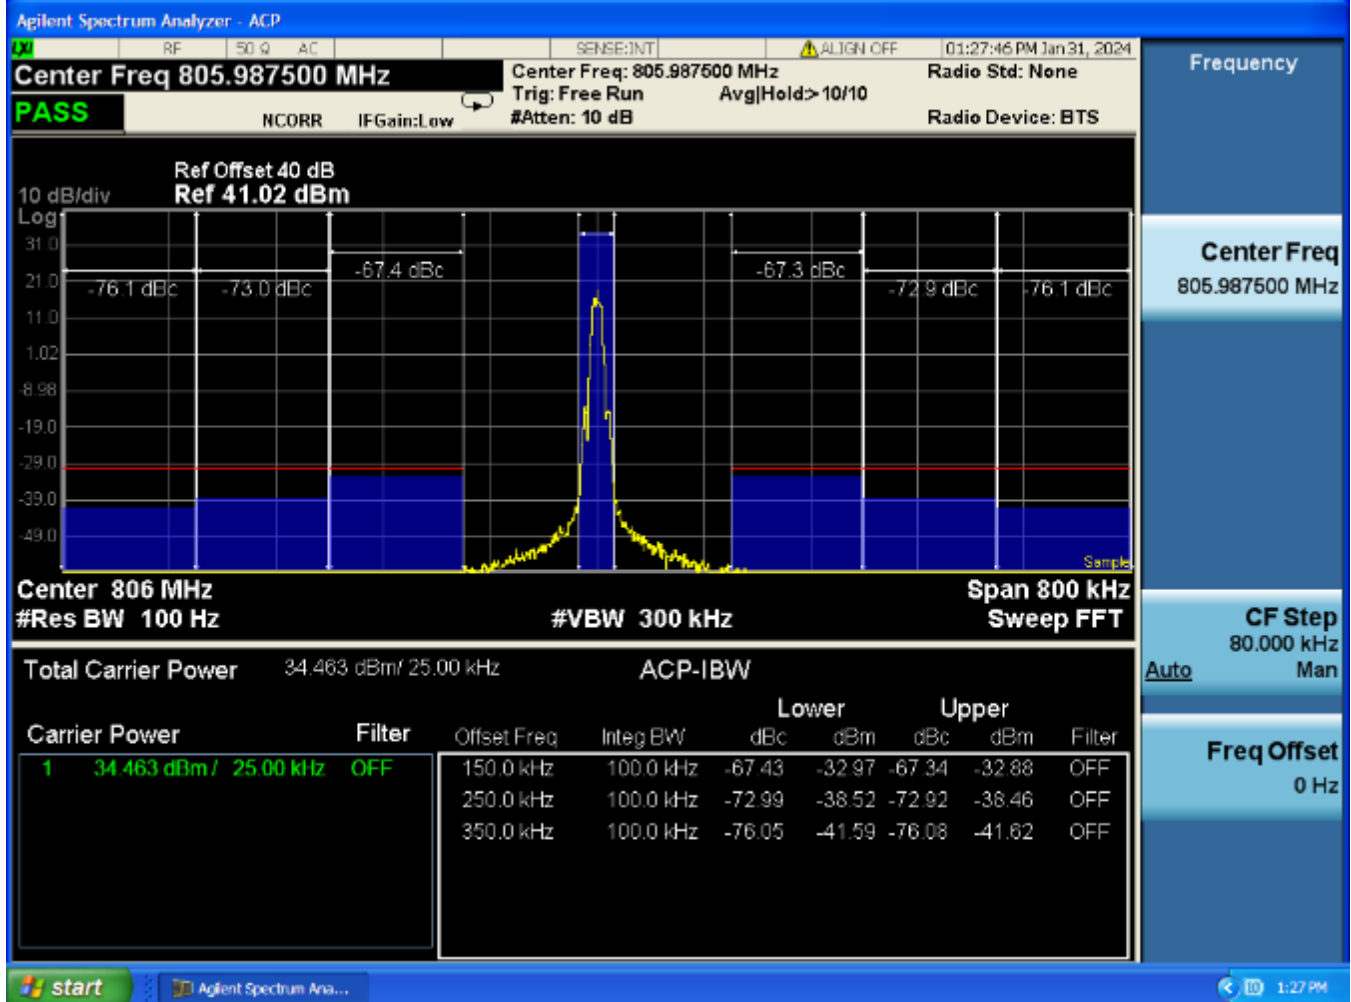 Agilent Spectrum Analyzer - ACP
LXI RF 50 Ω AC SENSE:INT ALIGN OFF 01:27:46 PM Jan 31, 2024
Center Freq 805.987500 MHz
Center Freq: 805.987500 MHz Radio Std: None
Trig: Free Run Avg|Hold:> 10/10
PASS NCORR IFGain:Low #Atten: 10 dB Radio Device: BTS
Ref Offset 40 dB
10 dB/div Ref 41.02 dBm
Log
31.0
21.0
11.0
1.02
-8.98
-19.0
-29.0
-39.0
-49.0
-76.1 dBc -73.0 dBc -67.4 dBc -67.3 dBc -72.9 dBc -76.1 dBc
Sample
Center 806 MHz Span 800 kHz
#Res BW 100 Hz #VBW 300 kHz Sweep FFT
Total Carrier Power 34.463 dBm/ 25.00 kHz ACP-IBW
Lower Upper
Carrier Power Filter Offset Freq Integ BW dBc dBm dBc dBm Filter
1 34.463 dBm / 25.00 kHz OFF 150.0 kHz 100.0 kHz -67.43 -32.97 -67.34 -32.88 OFF
250.0 kHz 100.0 kHz -72.99 -38.52 -72.92 -38.46 OFF
350.0 kHz 100.0 kHz -76.05 -41.59 -76.08 -41.62 OFF
Frequency
Center Freq
805.987500 MHz
CF Step
80.000 kHz
Auto Man
Freq Offset
0 Hz
start Agilent Spectrum Ana... 1:27 PM